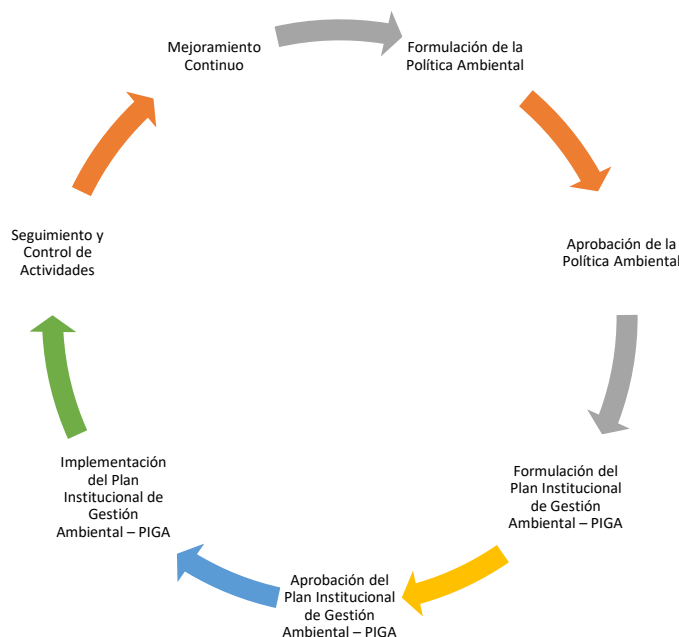 Mejoramiento
Continuo
Formulación de la
Política Ambiental
Aprobación de la
Política Ambiental
Formulación del
Plan Institucional
de Gestión
Ambiental – PIGA
Aprobación del
Plan Institucional
de Gestión
Ambiental – PIGA
Implementación
del Plan
Institucional de
Gestión
Ambiental – PIGA
Seguimiento y
Control de
Actividades